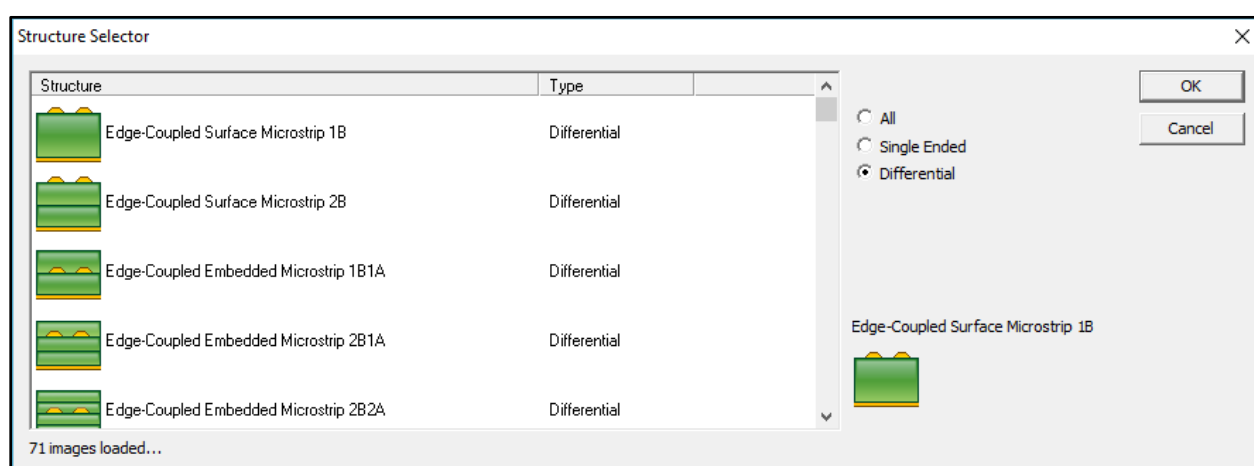 Structure Selector
Structure Type
Edge-Coupled Surface Microstrip 1B Differential
Edge-Coupled Surface Microstrip 2B Differential
Edge-Coupled Embedded Microstrip 1B1A Differential
Edge-Coupled Embedded Microstrip 2B1A Differential
Edge-Coupled Embedded Microstrip 2B2A Differential
71 images loaded...
All
Single Ended
Differential
Edge-Coupled Surface Microstrip 1B
OK
Cancel